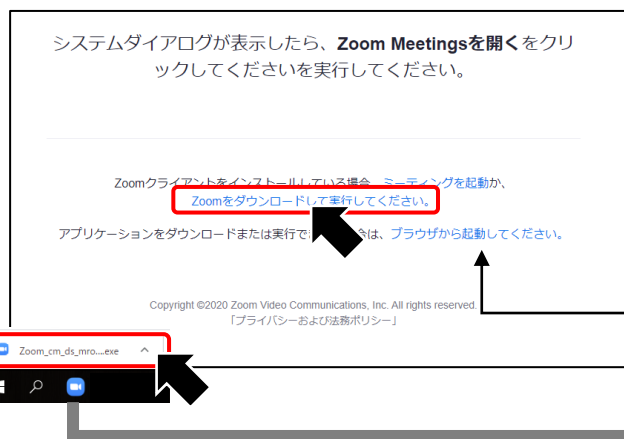 システムダイアログが表示したら、Zoom Meetingsを開くをクリ
ックしてくださいを実行してください。
Zoomクライアントをインストールしている場合、ミーティングを起動か、
Zoomをダウンロードして実行してください。
アプリケーションをダウンロードまたは実行で 合は、ブラウザから起動してください。
Copyright ©2020 Zoom Video Communications, Inc. All rights reserved.
「プライバシーおよび法務ポリシー」
Zoom_cm_ds_mro....exe